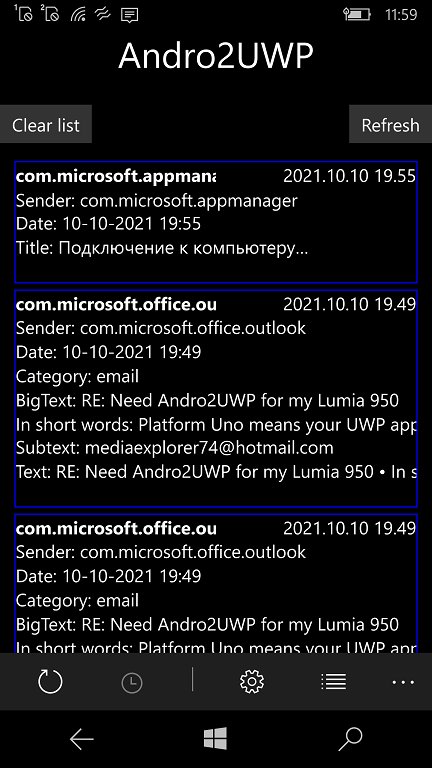 1 2 11:59
Andro2UWP
Clear list Refresh
com.microsoft.appmana 2021.10.10 19.55
Sender: com.microsoft.appmanager
Date: 10-10-2021 19:55
Title: Подключение к компьютеру...
com.microsoft.office.ou 2021.10.10 19.49
Sender: com.microsoft.office.outlook
Date: 10-10-2021 19:49
Category: email
BigText: RE: Need Andro2UWP for my Lumia 950
In short words: Platform Uno means your UWP app
Subtext: mediaexplorer74@hotmail.com
Text: RE: Need Andro2UWP for my Lumia 950 • In s
com.microsoft.office.ou 2021.10.10 19.49
Sender: com.microsoft.office.outlook
Date: 10-10-2021 19:49
Category: email
BigText: RE: Need Andro2UWP for my Lumia 950
In short words: Platform Uno means your UWP app